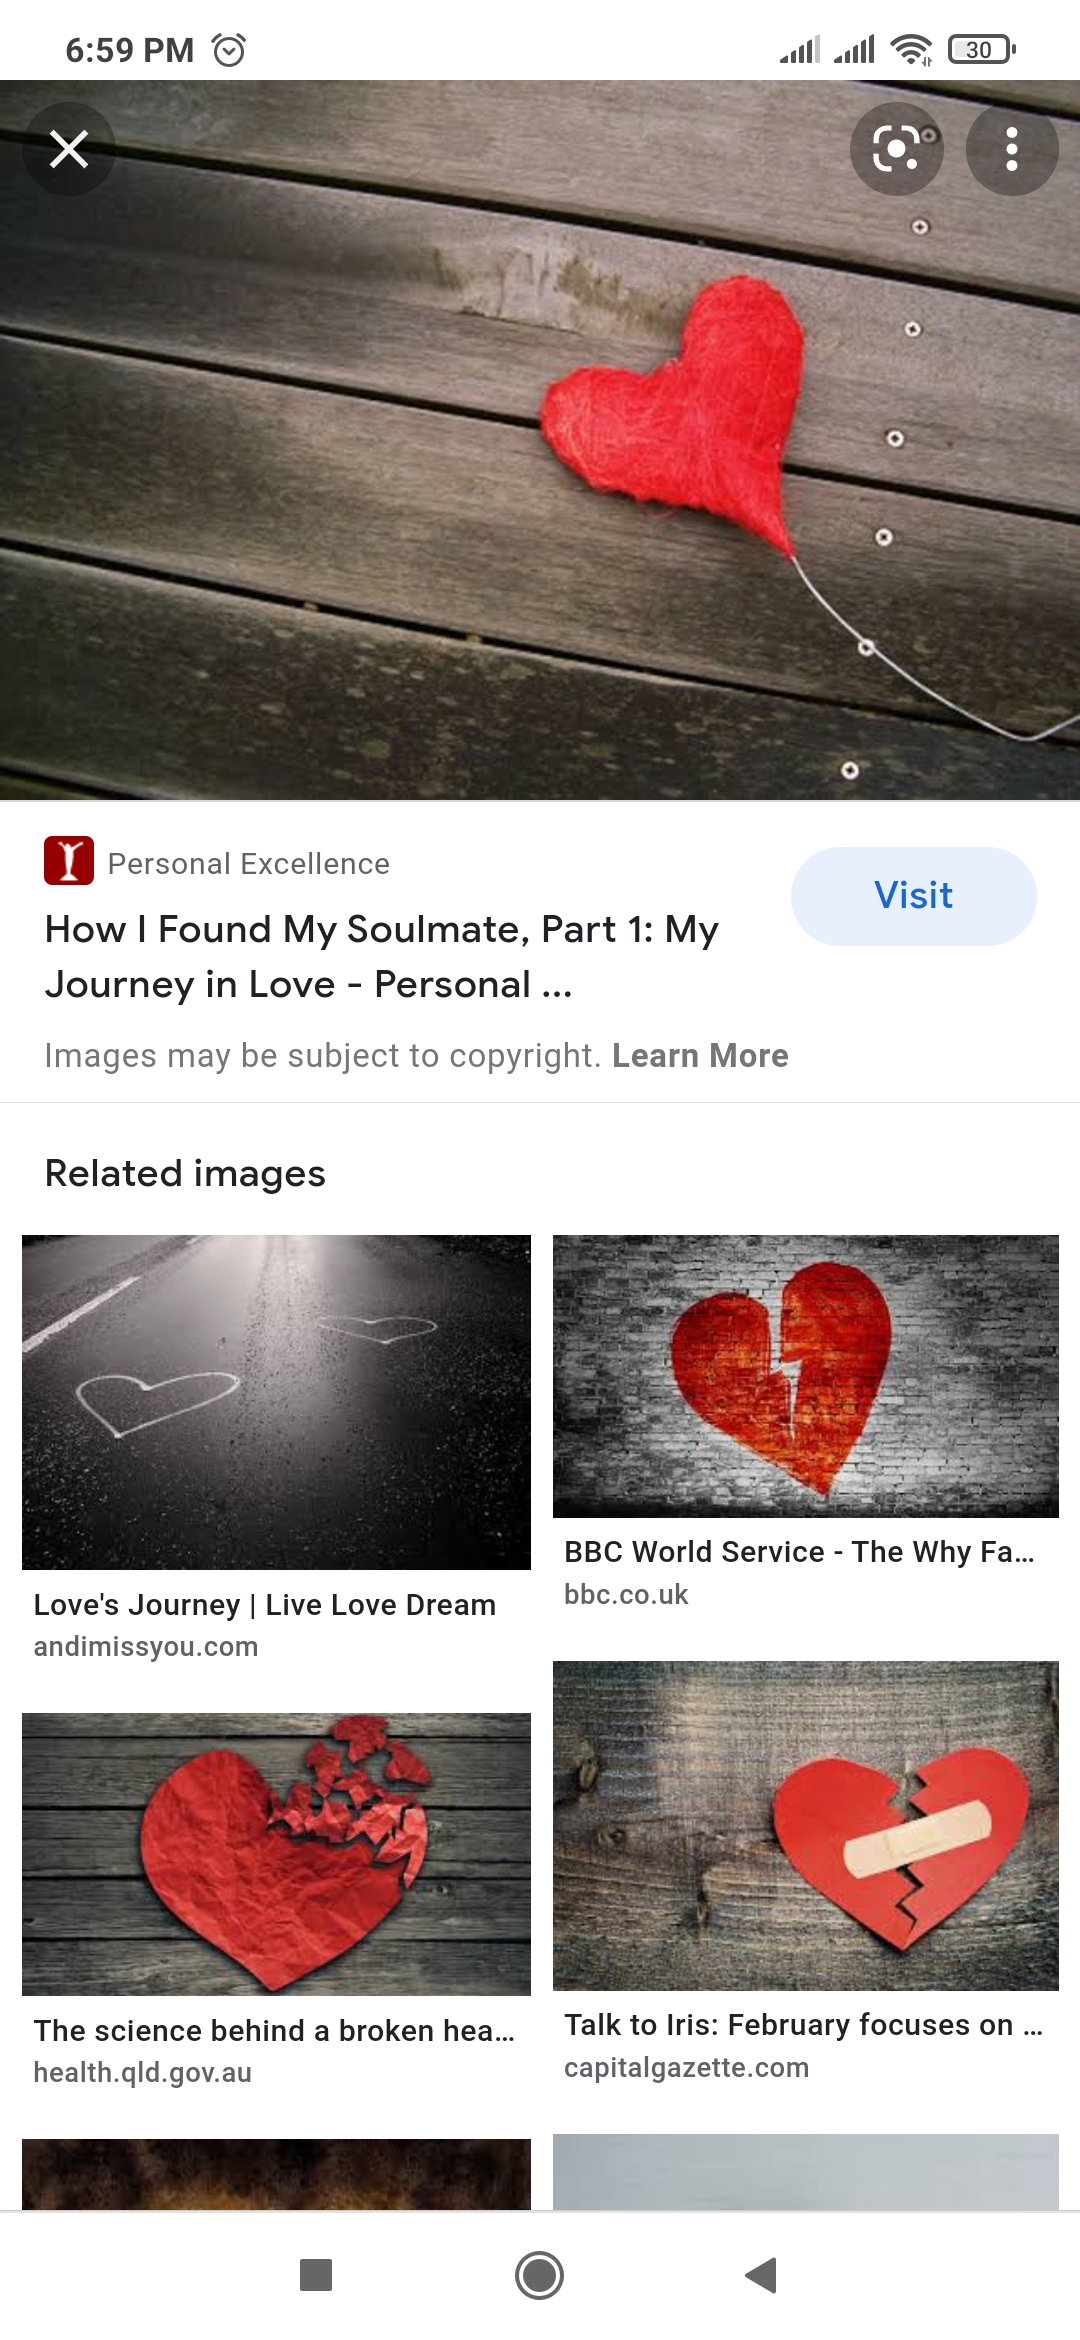 6:59 PM
30
Personal Excellence
Visit
How I Found My Soulmate, Part 1: My
Journey in Love - Personal ...
Images may be subject to copyright. Learn More
Related images
Love's Journey | Live Love Dream
andimissyou.com
BBC World Service - The Why Fa...
bbc.co.uk
The science behind a broken hea...
health.qld.gov.au
Talk to Iris: February focuses on ...
capitalgazette.com